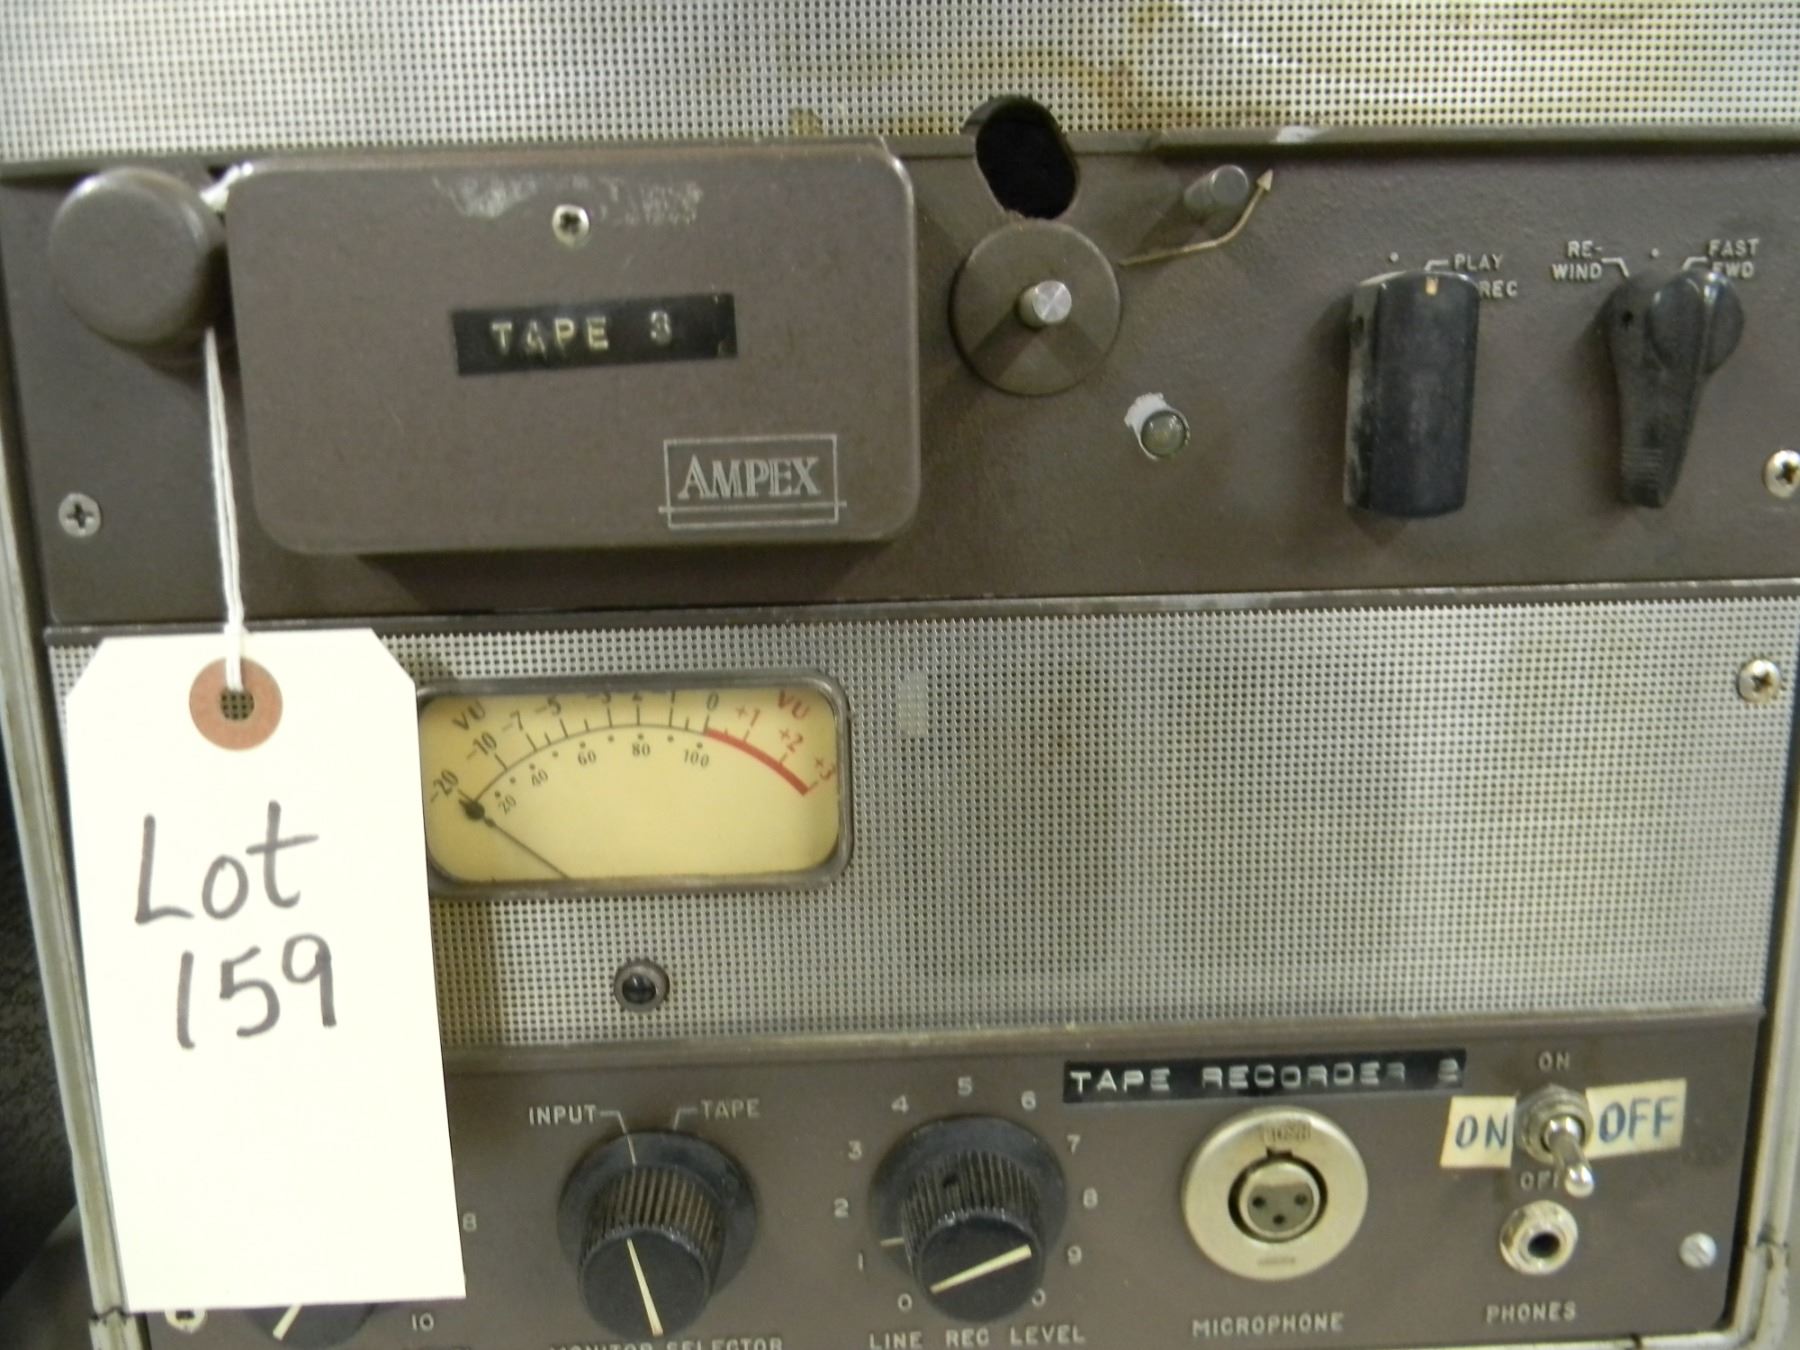 TAPE 3
AMPEX
PLAY
REC
RE-
WIND
FAST
FWD
Lot
159
VU
VU
-20 -10 -7 -5 -3 2 1 0 +1 +2 +3
20 40 60 80 100
TAPE RECORDER
ON
ON OFF
OFF
INPUT TAPE
0 1 2 3 4 5 6 7 8 9
8
10
MONITOR SELECTOR
LINE REC LEVEL
MICROPHONE
PHONES